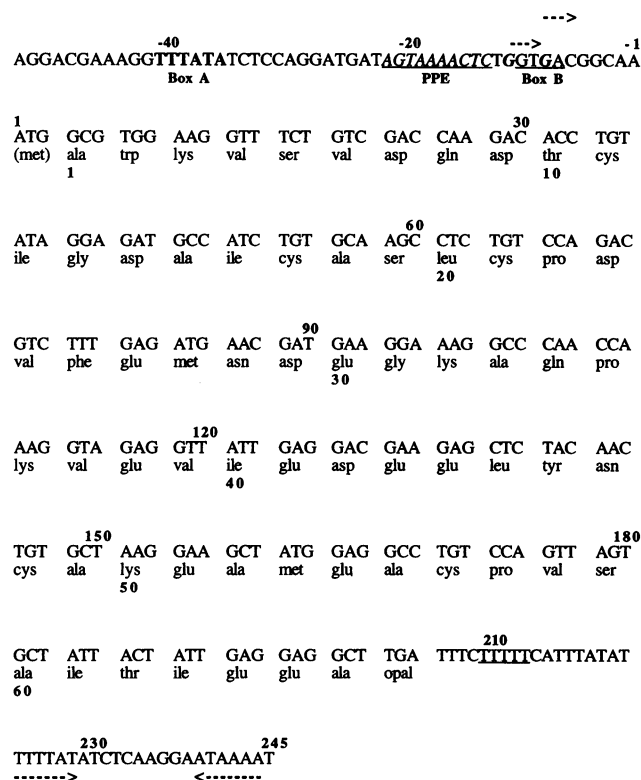 --->
-40 -20 ---> -1
AGGACGAAAGGTTTATATCTCCAGGATGATAGTAAAACTCTGGTGACGGCAA
Box A PPE Box B
1 30
ATG GCG TGG AAG GTT TCT GTC GAC CAA GAC ACC TGT
(met) ala trp lys val ser val asp gln asp thr cys
1 10
60
ATA GGA GAT GCC ATC TGT GCA AGC CTC TGT CCA GAC
ile gly asp ala ile cys ala ser leu cys pro asp
20
90
GTC TTT GAG ATG AAC GAT GAA GGA AAG GCC CAA CCA
val phe glu met asn asp glu gly lys ala gln pro
30
120
AAG GTA GAG GTT ATT GAG GAC GAA GAG CTC TAC AAC
lys val glu val ile glu asp glu glu leu tyr asn
40
150 180
TGT GCT AAG GAA GCT ATG GAG GCC TGT CCA GTT AGT
cys ala lys glu ala met glu ala cys pro val ser
50
210
GCT ATT ACT ATT GAG GAG GCT TGA TTTCTTTTTCATTTATAT
ala ile thr ile glu glu ala opal
60
230 245
TTTTATATCTCAAGGAATAAAAT
-------> <-------